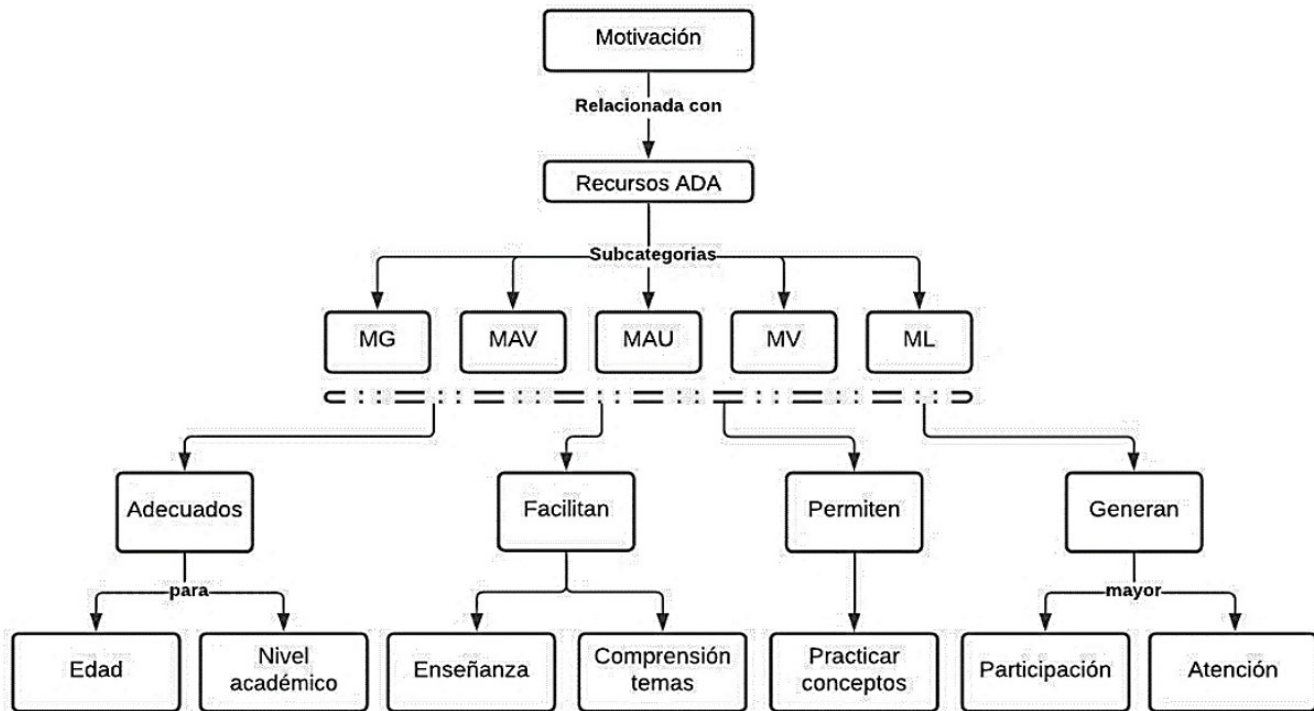 Motivación
Relacionada con
Recursos ADA
Subcategorias
MG
MAV
MAU
MV
ML
Adecuados
Facilitan
Permiten
Generan
para
mayor
Edad
Nivel
académico
Enseñanza
Comprensión
temas
Practicar
conceptos
Participación
Atención